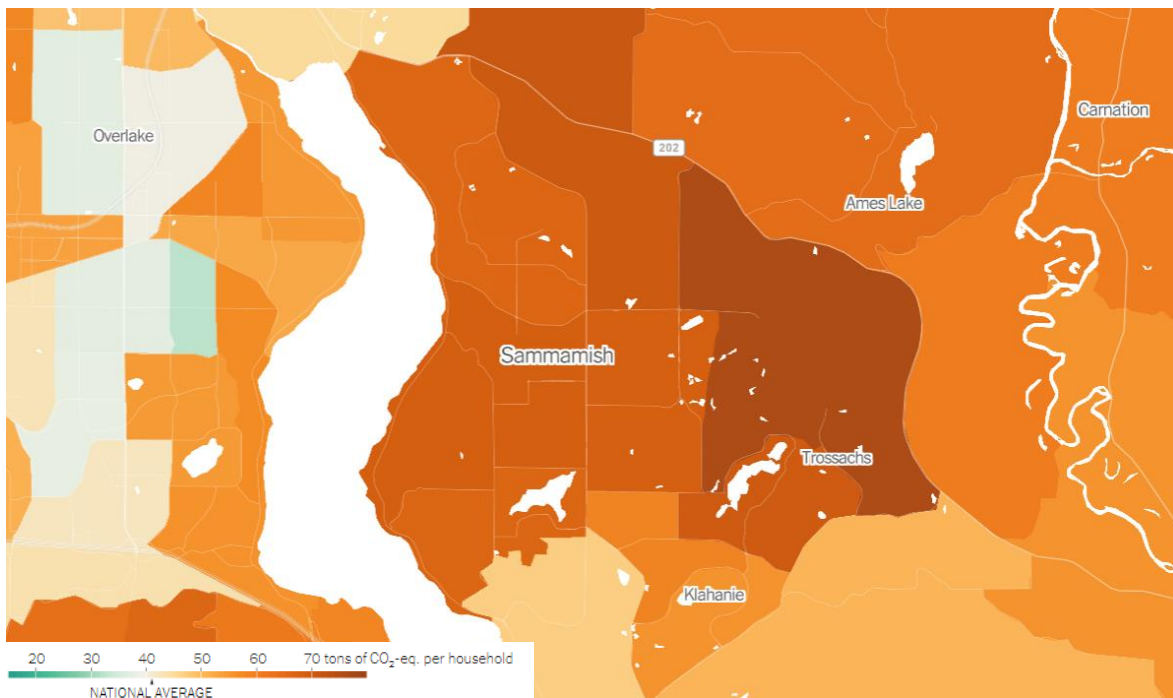 Carnation
Overlake
202
Ames Lake
Sammamish
Trossachs
Klahanie
20 30 40 50 60 70 tons of CO₂-eq. per household
NATIONAL AVERAGE